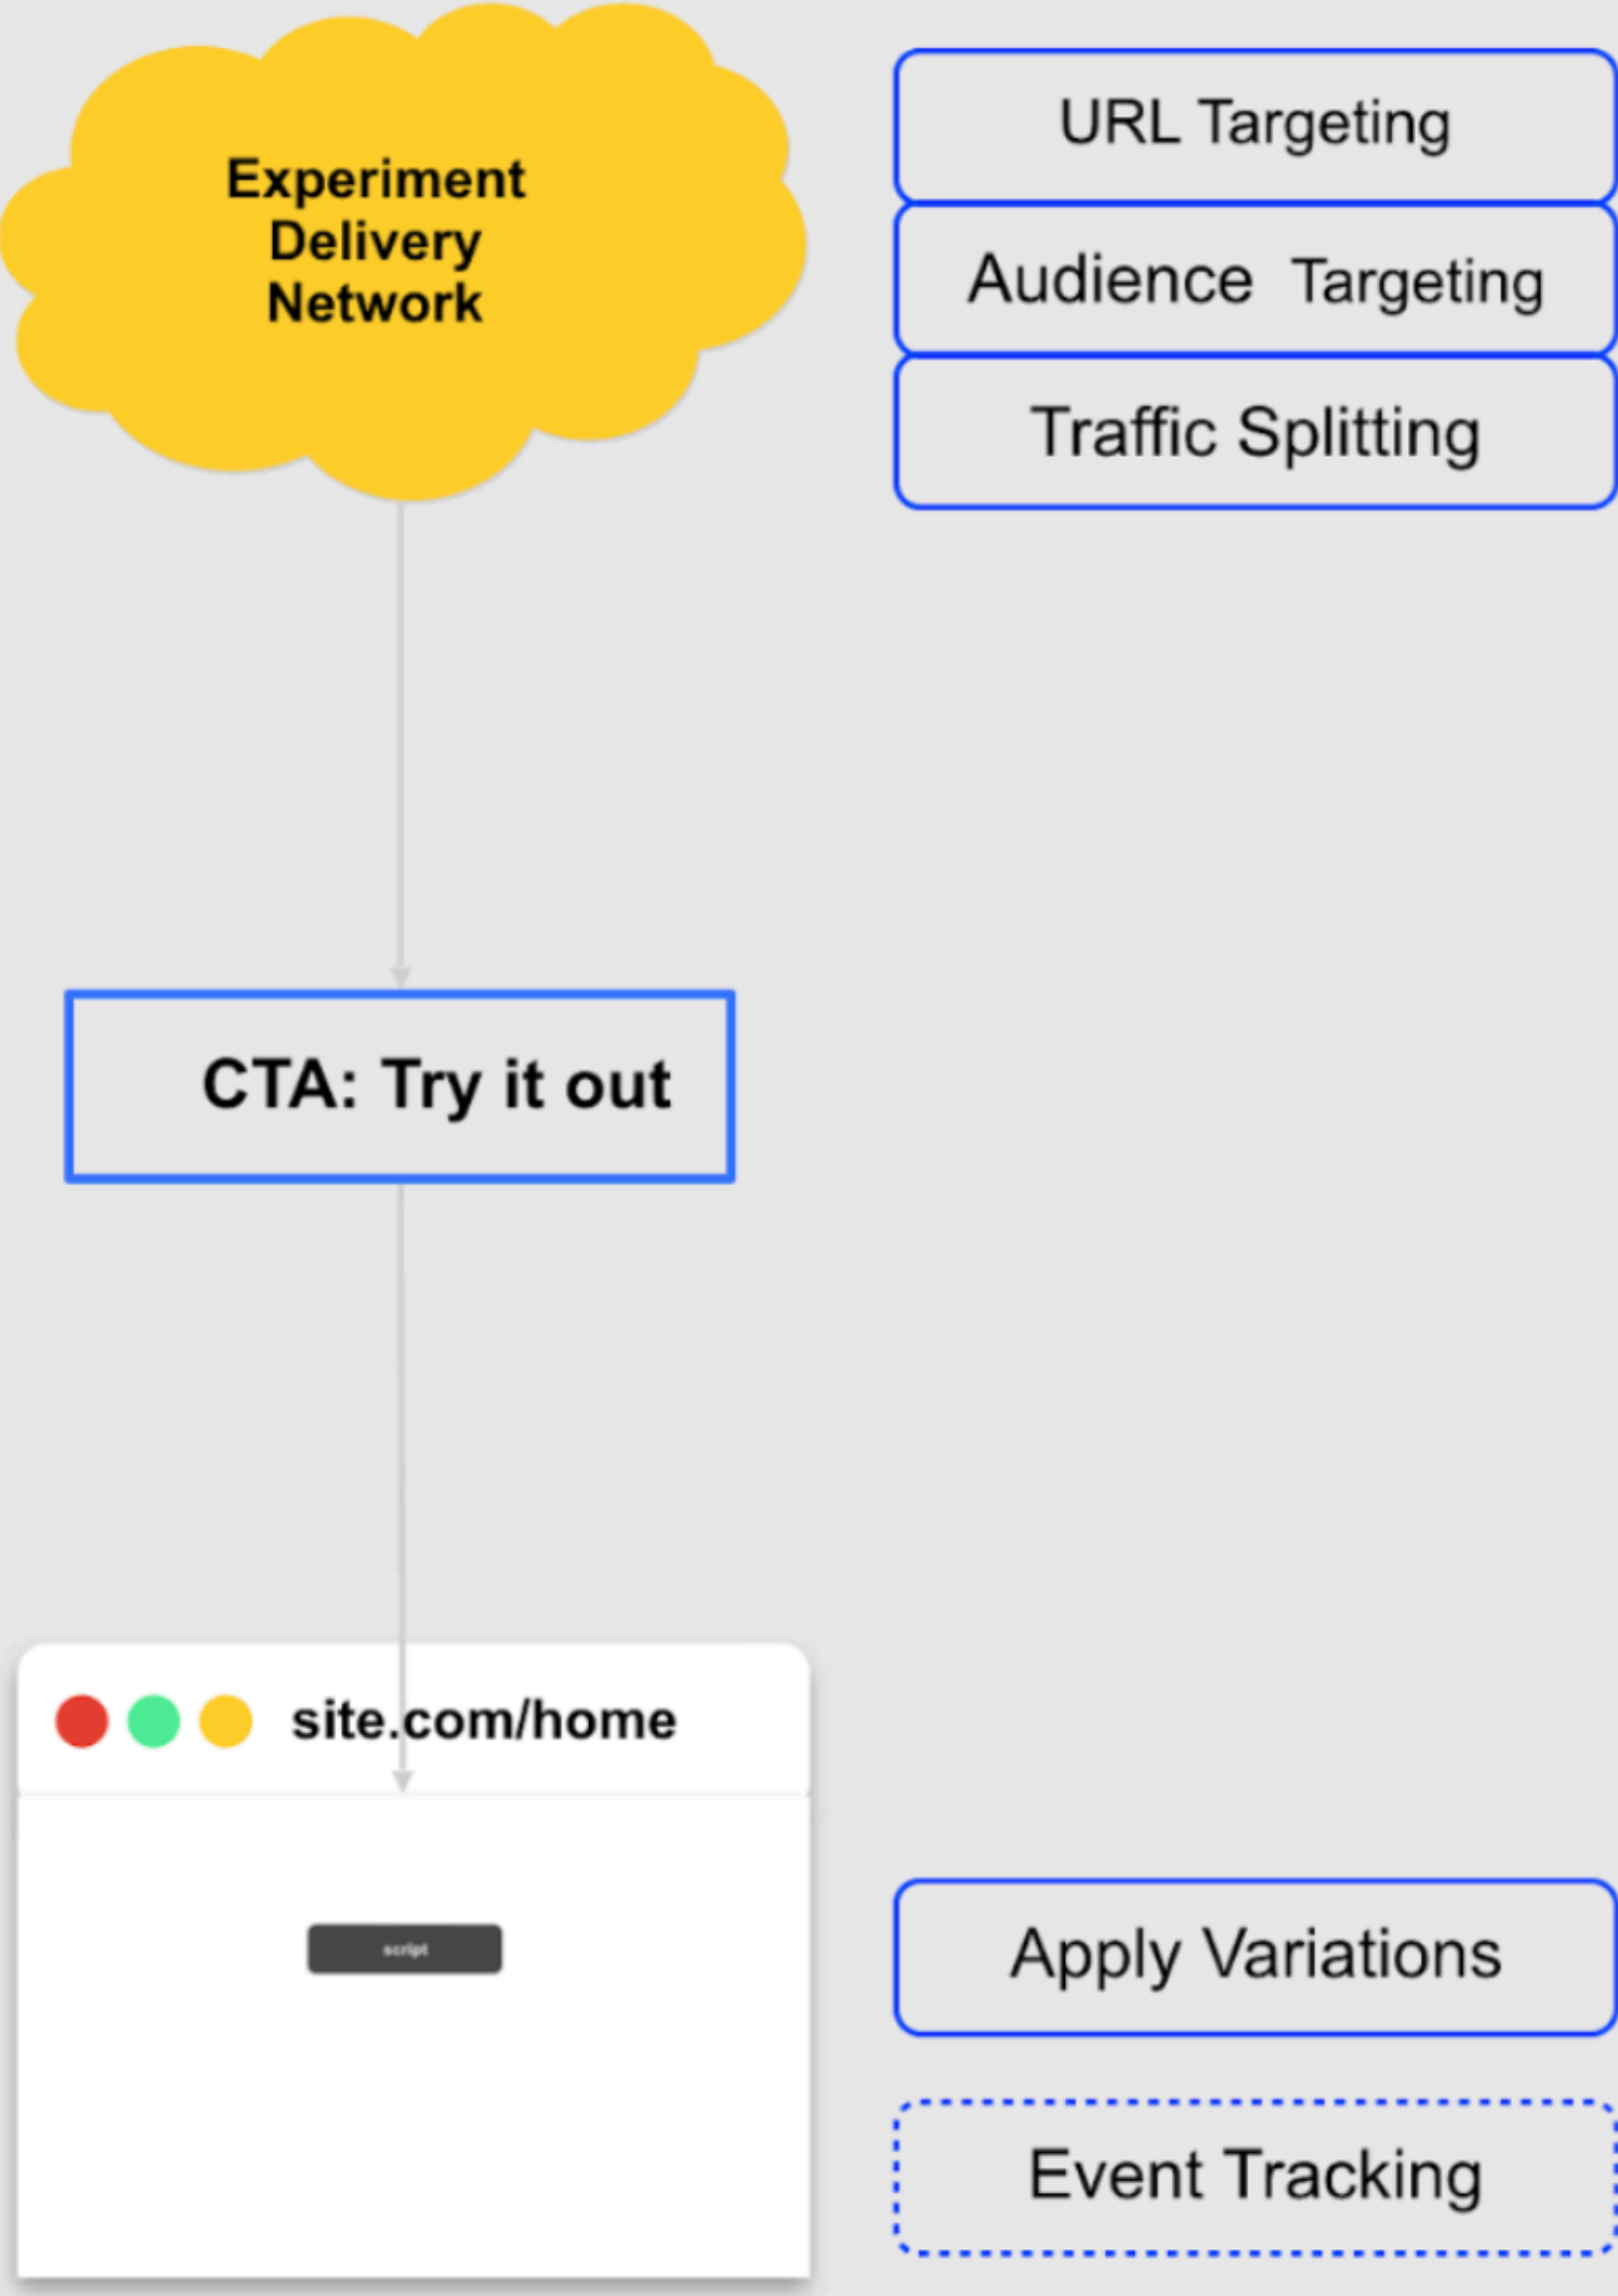 Experiment
Delivery
Network
URL Targeting
Audience Targeting
Traffic Splitting
CTA: Try it out
site.com/home
script
Apply Variations
Event Tracking